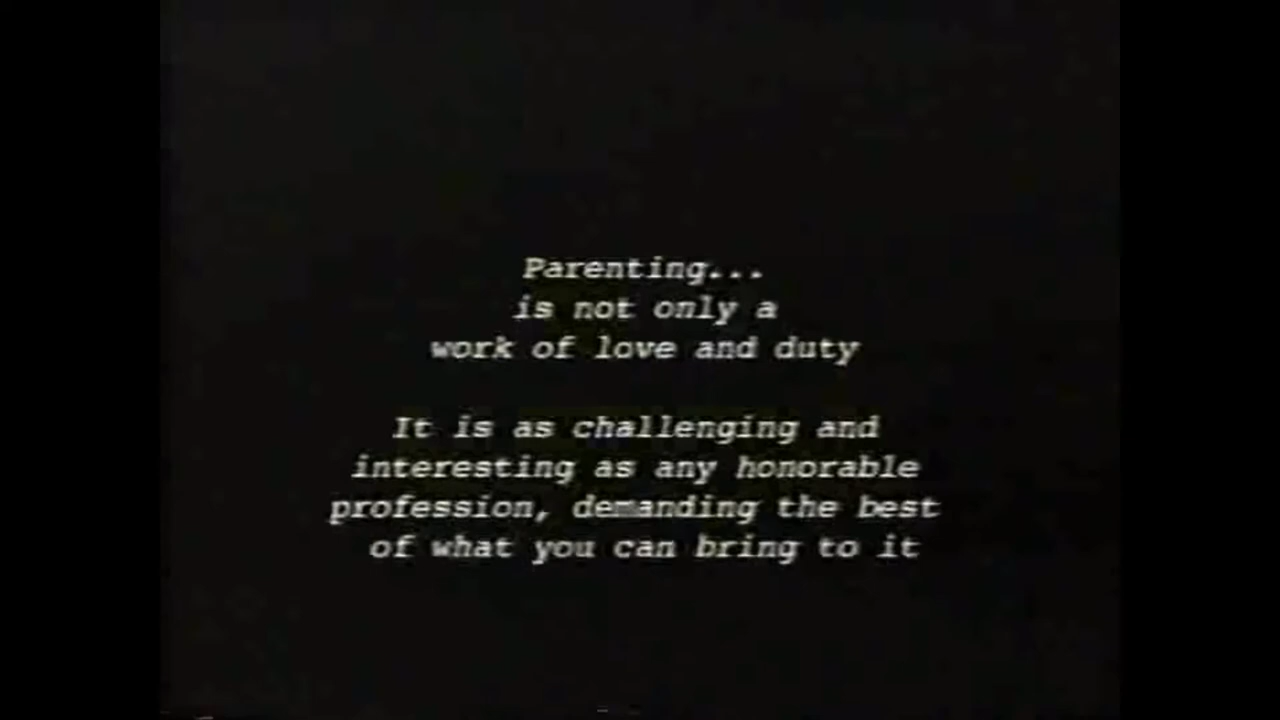 Parenting...
is not only a
work of love and duty
It is as challenging and
interesting as any honorable
profession, demanding the best
of what you can bring to it